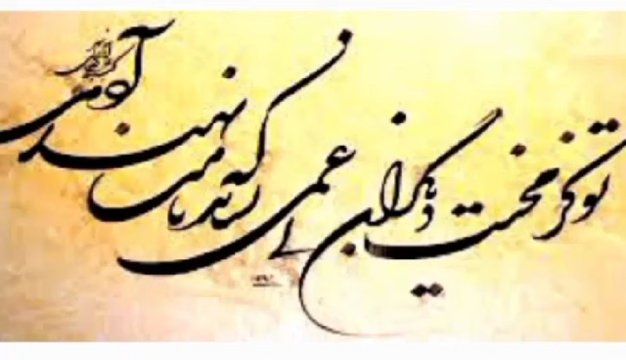 تو کز محنت دیگران بی غمی نشاید که نامت نهند آدمی